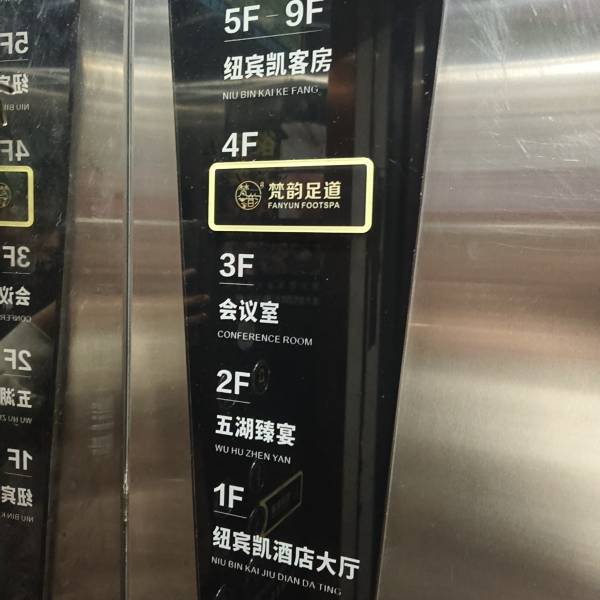 5F - 9F
纽宾凯客房
NIU BIN KAI KE FANG
4F
梵韵足道
FANYUN FOOTSPA
3F
会议室
CONFERENCE ROOM
2F
五湖臻宴
WU HU ZHEN YAN
1F
纽宾凯酒店大厅
NIU BIN KAI JIU DIAN DA TING